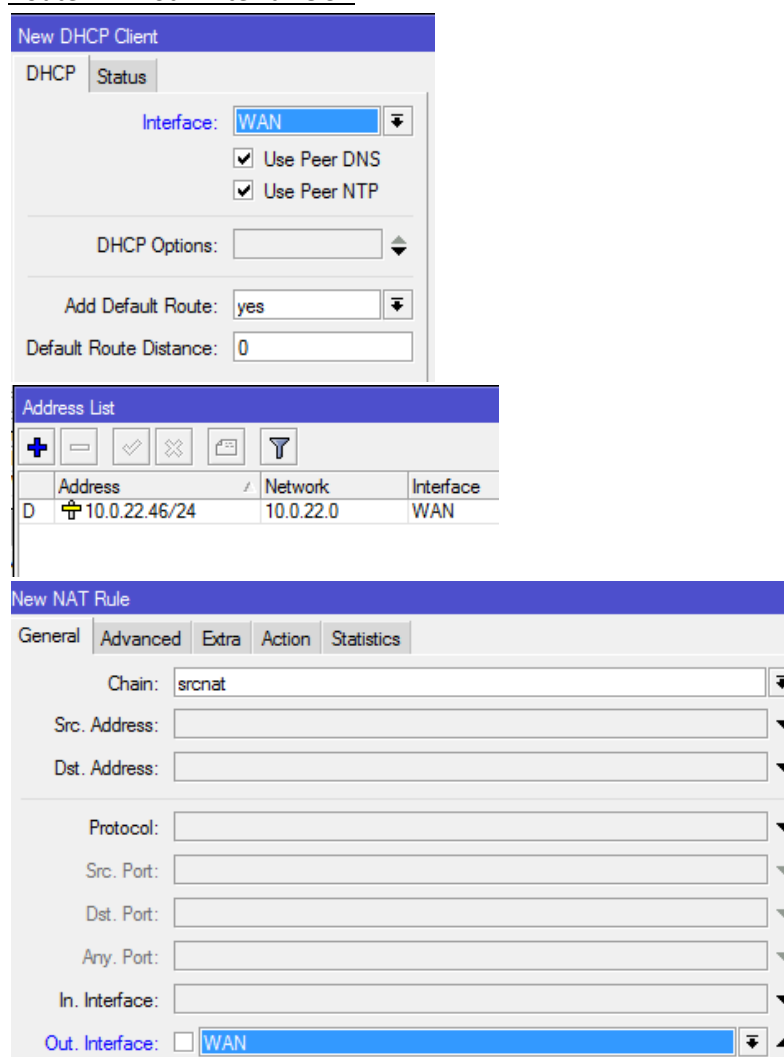 New DHCP Client
DHCP Status
Interface: WAN
Use Peer DNS
Use Peer NTP
DHCP Options:
Add Default Route: yes
Default Route Distance: 0
Address List
Address Network Interface
D 10.0.22.46/24 10.0.22.0 WAN
New NAT Rule
General Advanced Extra Action Statistics
Chain: srcnat
Src. Address:
Dst. Address:
Protocol:
Src. Port:
Dst. Port:
Any. Port:
In. Interface:
Out. Interface: WAN